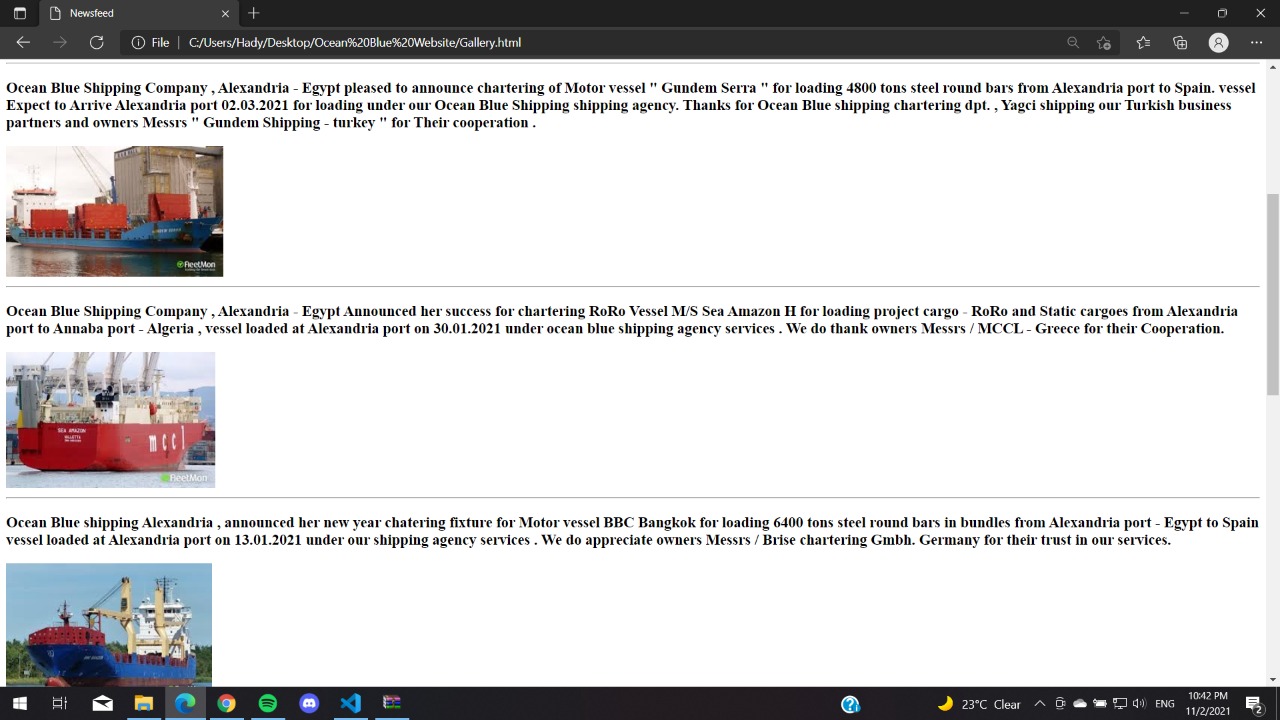 Newsfeed
File
C:/Users/Hady/Desktop/Ocean%20Blue%20Website/Gallery.html
Ocean Blue Shipping Company , Alexandria - Egypt pleased to announce chartering of Motor vessel " Gundem Serra " for loading 4800 tons steel round bars from Alexandria port to Spain. vessel
Expect to Arrive Alexandria port 02.03.2021 for loading under our Ocean Blue Shipping shipping agency. Thanks for Ocean Blue shipping chartering dpt. , Yagci shipping our Turkish business
partners and owners Messrs " Gundem Shipping - turkey " for Their cooperation .
FleetMon
Ocean Blue Shipping Company , Alexandria - Egypt Announced her success for chartering RoRo Vessel M/S Sea Amazon H for loading project cargo - RoRo and Static cargoes from Alexandria
port to Annaba port - Algeria , vessel loaded at Alexandria port on 30.01.2021 under ocean blue shipping agency services . We do thank owners Messrs / MCCL - Greece for their Cooperation.
SEA AMAZON
VALLETTA
m c c l
FleetMon
Ocean Blue shipping Alexandria , announced her new year chatering fixture for Motor vessel BBC Bangkok for loading 6400 tons steel round bars in bundles from Alexandria port - Egypt to Spain
vessel loaded at Alexandria port on 13.01.2021 under our shipping agency services . We do appreciate owners Messrs / Brise chartering Gmbh. Germany for their trust in our services.
23°C Clear
ENG
10:42 PM
11/2/2021
2